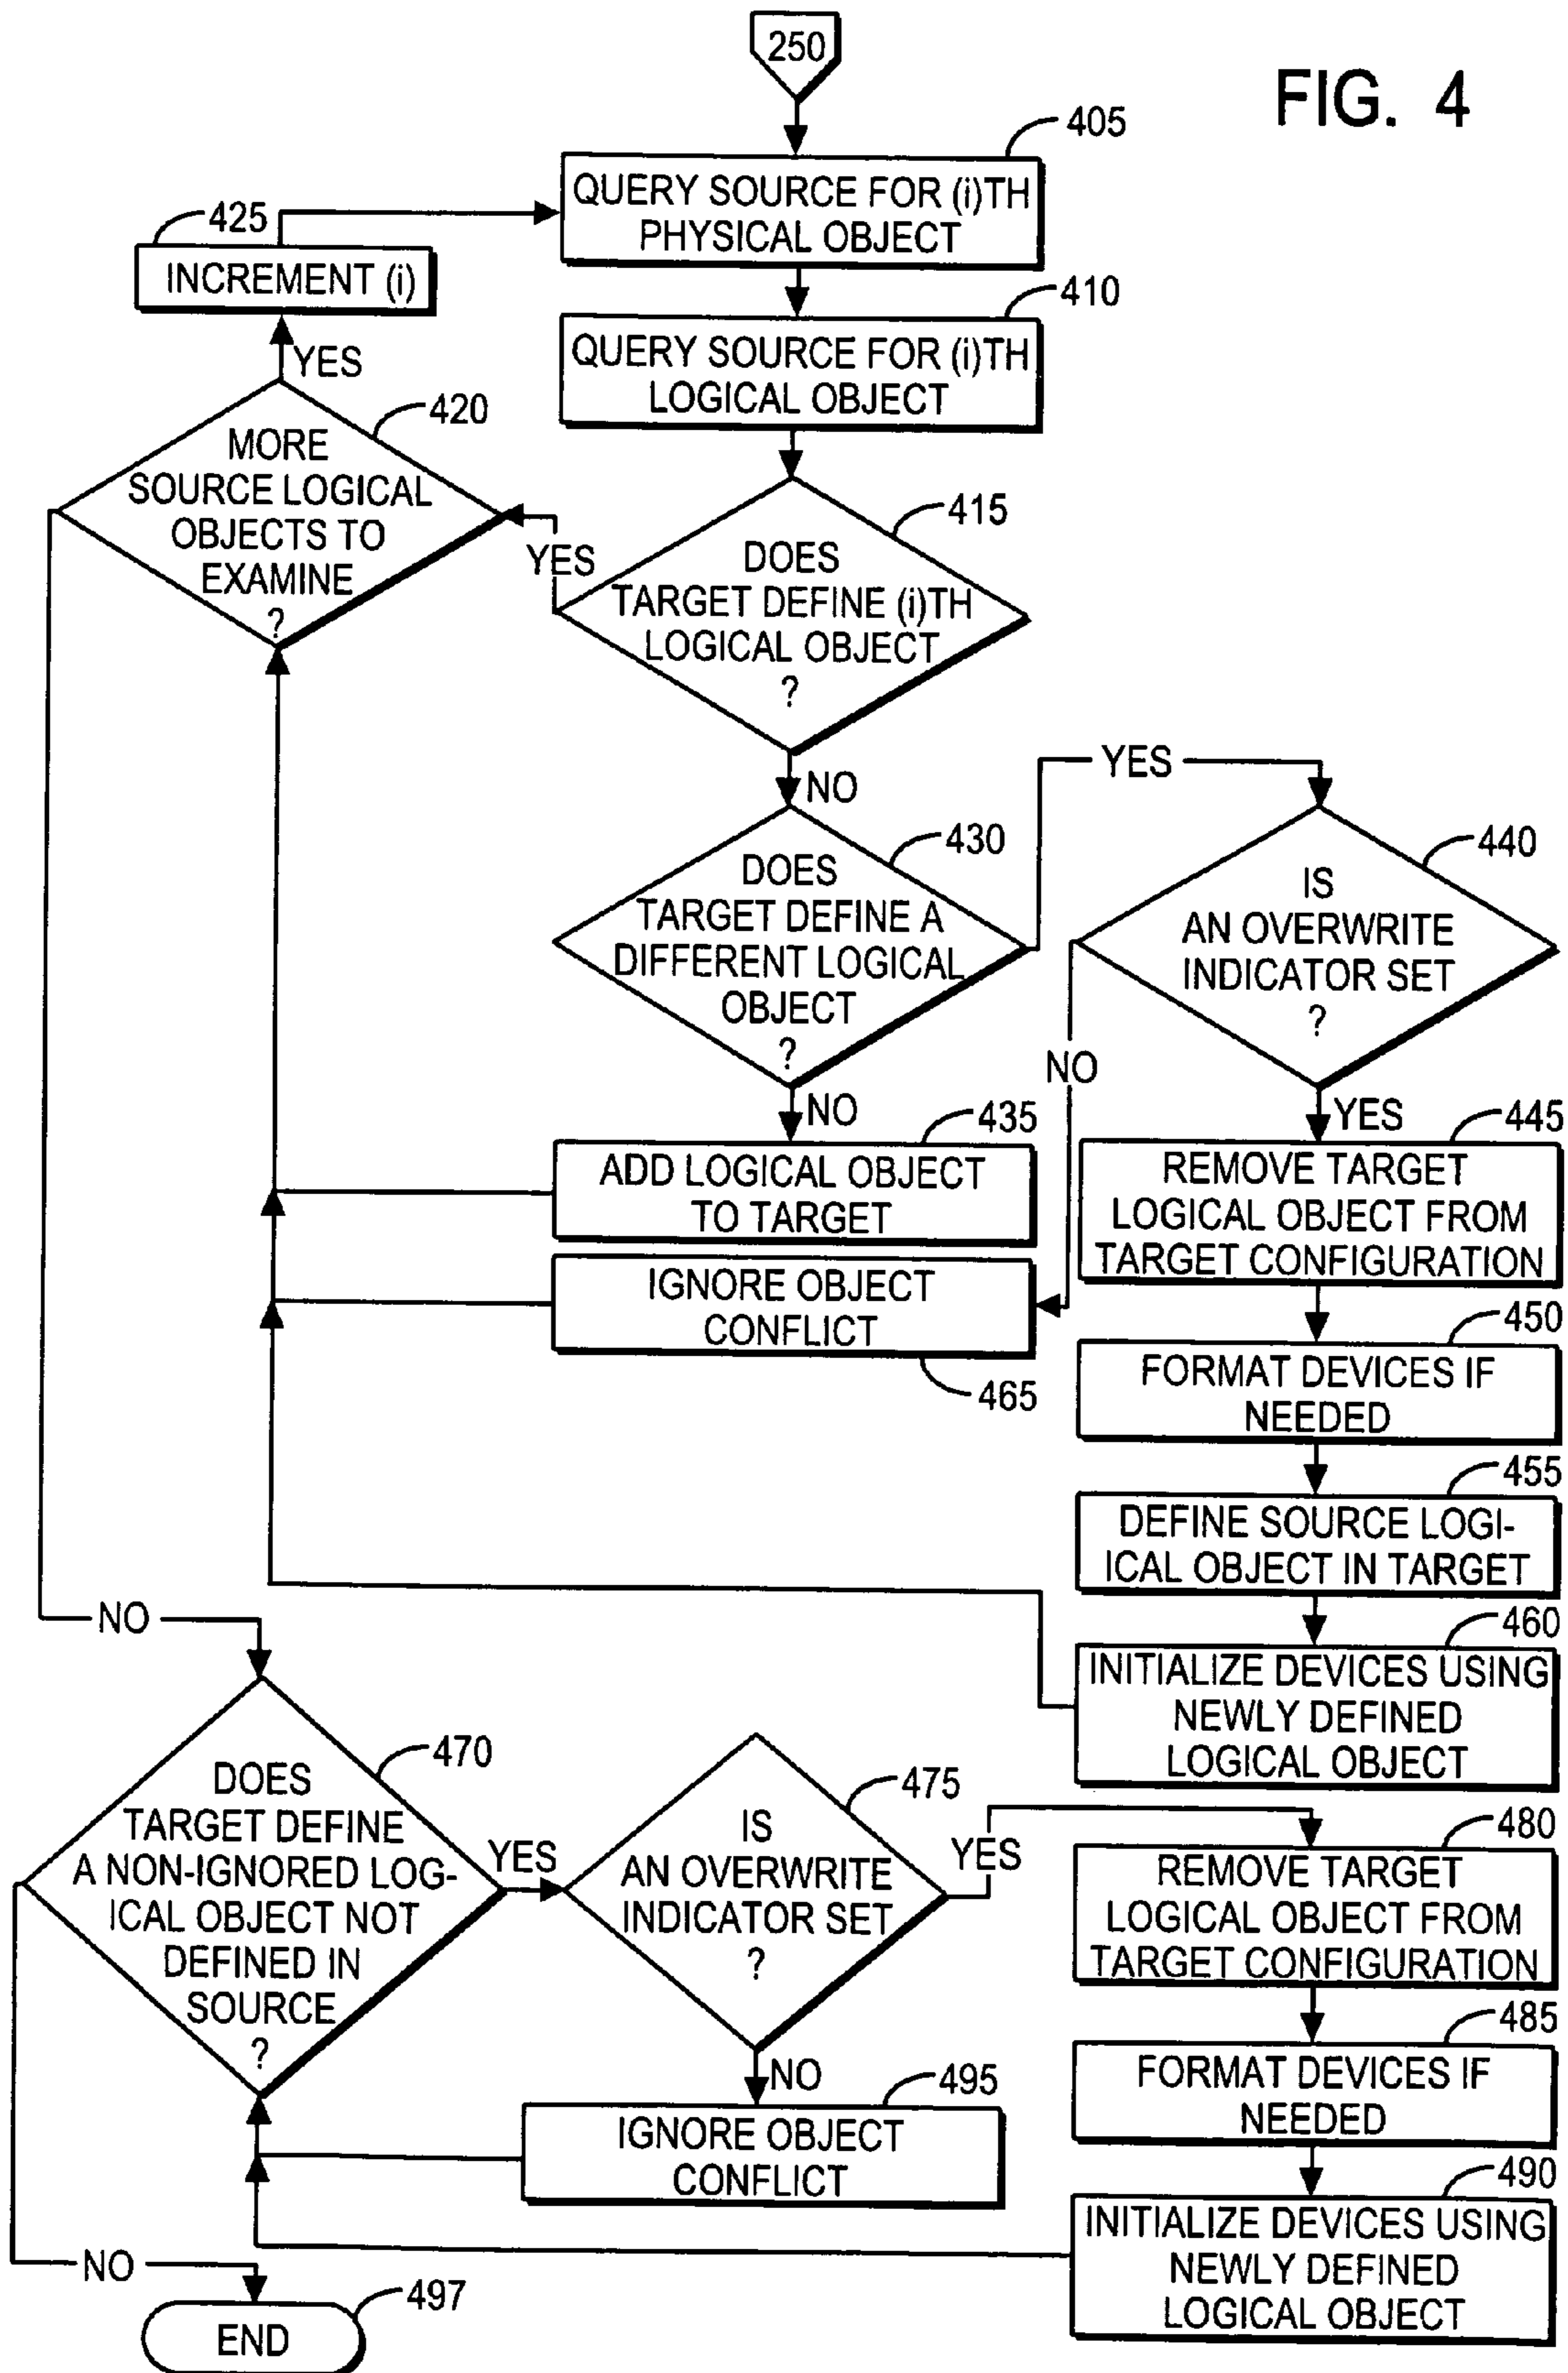 250
FIG. 4
405
QUERY SOURCE FOR (i)TH
PHYSICAL OBJECT
425
INCREMENT (i)
410
QUERY SOURCE FOR (i)TH
LOGICAL OBJECT
YES
420
MORE
SOURCE LOGICAL
OBJECTS TO
EXAMINE
?
YES
415
DOES
TARGET DEFINE (i)TH
LOGICAL OBJECT
?
NO
YES
430
DOES
TARGET DEFINE A
DIFFERENT LOGICAL
OBJECT
?
440
IS
AN OVERWRITE
INDICATOR SET
?
NO
NO
YES
435
ADD LOGICAL OBJECT
TO TARGET
445
REMOVE TARGET
LOGICAL OBJECT FROM
TARGET CONFIGURATION
IGNORE OBJECT
CONFLICT
465
450
FORMAT DEVICES IF
NEEDED
455
DEFINE SOURCE LOGI-
ICAL OBJECT IN TARGET
460
INITIALIZE DEVICES USING
NEWLY DEFINED
LOGICAL OBJECT
NO
470
DOES
TARGET DEFINE
A NON-IGNORED LOG-
ICAL OBJECT NOT
DEFINED IN
SOURCE
?
YES
475
IS
AN OVERWRITE
INDICATOR SET
?
YES
480
REMOVE TARGET
LOGICAL OBJECT FROM
TARGET CONFIGURATION
NO
495
IGNORE OBJECT
CONFLICT
485
FORMAT DEVICES IF
NEEDED
490
INITIALIZE DEVICES USING
NEWLY DEFINED
LOGICAL OBJECT
NO
497
END